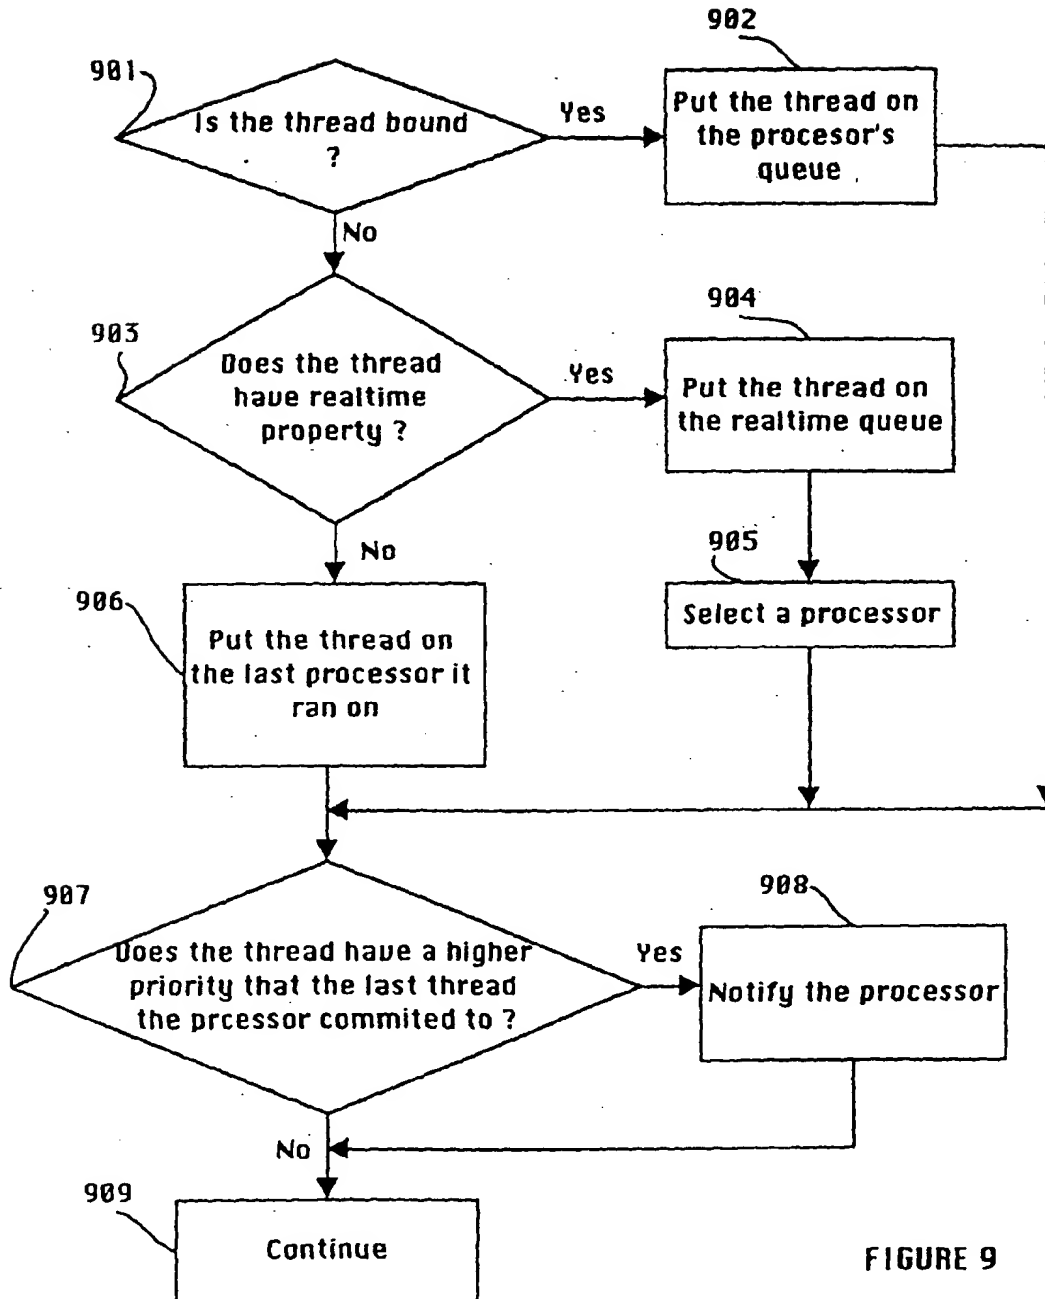 902
901
Is the thread bound
?
Yes
Put the thread on
the procesor's
queue
No
903
Does the thread
have realtime
property ?
Yes
904
Put the thread on
the realtime queue
No
905
Select a processor
906
Put the thread on
the last processor it
ran on
907
Does the thread have a higher
priority that the last thread
the prcessor commited to ?
Yes
908
Notify the processor
No
909
Continue
FIGURE 9